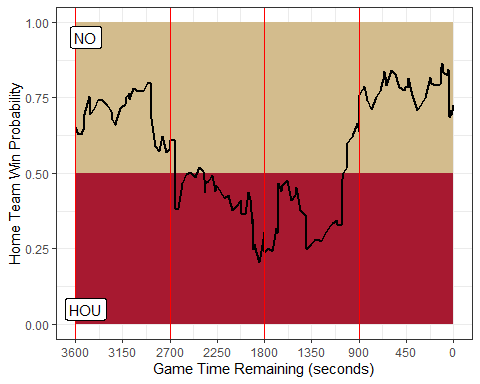 1.00
NO
0.75
0.50
0.25
HOU
0.00
Home Team Win Probability
3600 3150 2700 2250 1800 1350 900 450 0
Game Time Remaining (seconds)